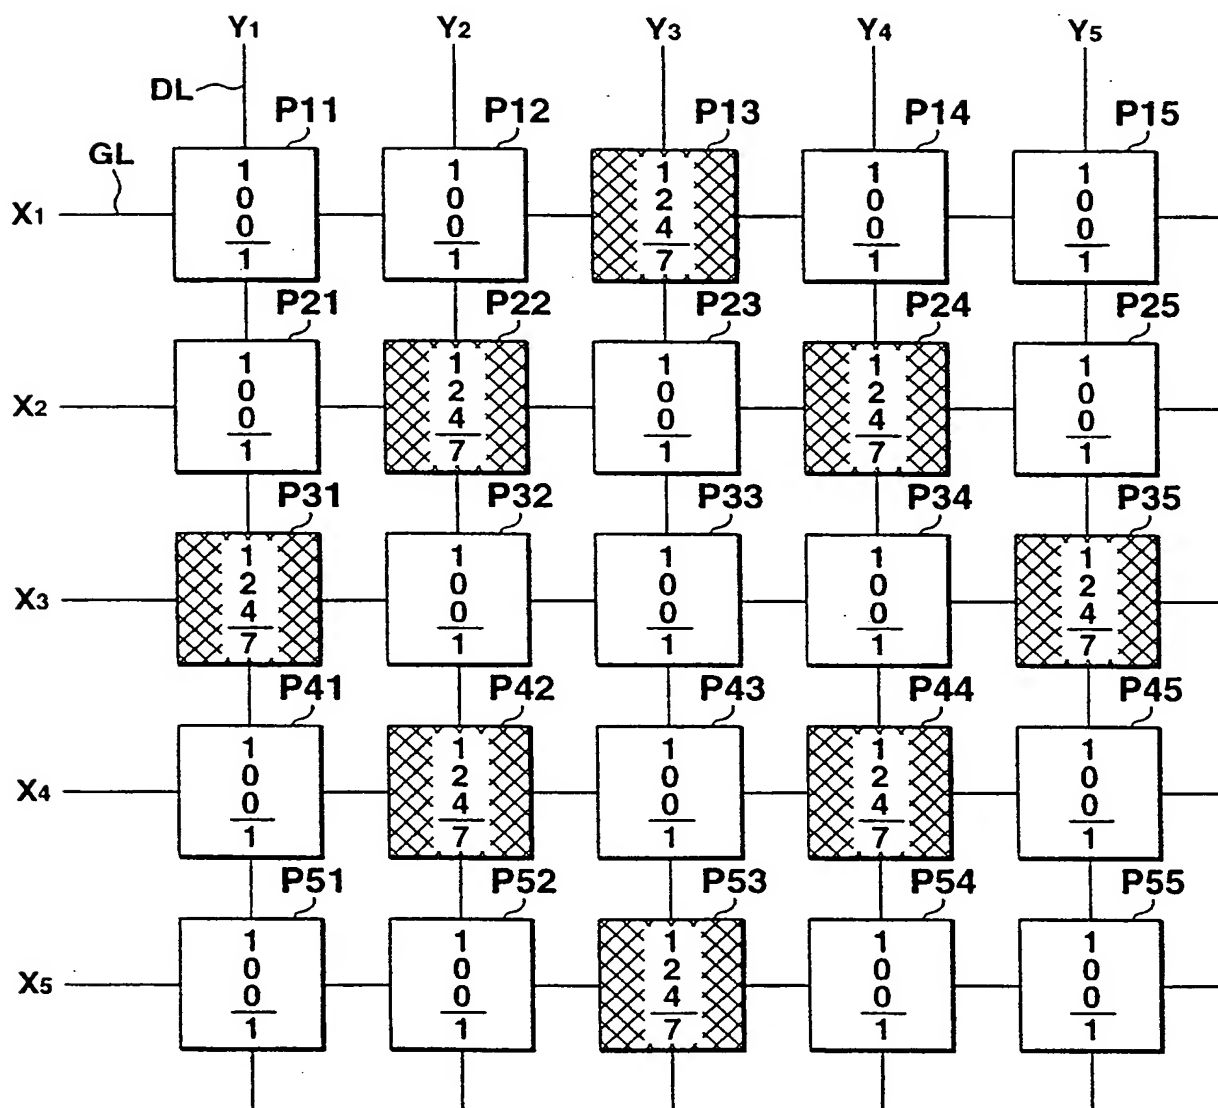 Y1 Y2 Y3 Y4 Y5
DL
P11 P12 P13 P14 P15
GL
X1
1 1 1 1 1
0 0 2 0 0
0 0 4 0 0
1 1 7 1 1
P21 P22 P23 P24 P25
X2
1 1 1 1 1
0 2 0 2 0
0 4 0 4 0
1 7 1 7 1
P31 P32 P33 P34 P35
X3
1 1 1 1 1
2 0 0 0 2
4 0 0 0 4
7 1 1 1 7
P41 P42 P43 P44 P45
X4
1 1 1 1 1
0 2 0 2 0
0 4 0 4 0
1 7 1 7 1
P51 P52 P53 P54 P55
X5
1 1 1 1 1
0 0 2 0 0
0 0 4 0 0
1 1 7 1 1